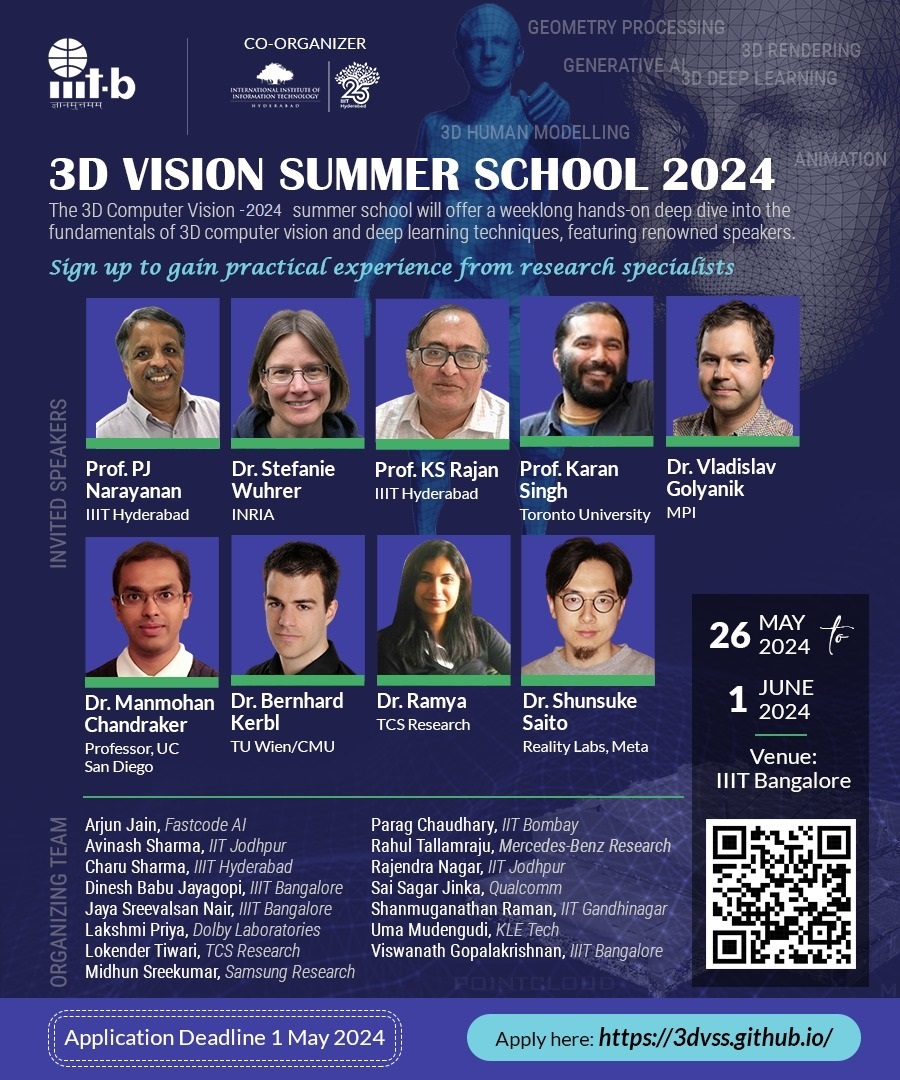 iiit-b
ज्ञानमुत्तमम्
CO-ORGANIZER
INTERNATIONAL INSTITUTE OF
INFORMATION TECHNOLOGY
HYDERABAD
25
IIIT
Hyderabad
GEOMETRY PROCESSING
3D RENDERING
GENERATIVE AI
3D DEEP LEARNING
3D HUMAN MODELLING
ANIMATION
3D VISION SUMMER SCHOOL 2024
The 3D Computer Vision -2024 summer school will offer a weeklong hands-on deep dive into the
fundamentals of 3D computer vision and deep learning techniques, featuring renowned speakers.
Sign up to gain practical experience from research specialists
INVITED SPEAKERS
Prof. PJ
Narayanan
IIIT Hyderabad
Dr. Stefanie
Wuhrer
INRIA
Prof. KS Rajan
IIIT Hyderabad
Prof. Karan
Singh
Toronto University
Dr. Vladislav
Golyanik
MPI
Dr. Manmohan
Chandraker
Professor, UC
San Diego
Dr. Bernhard
Kerbl
TU Wien/CMU
Dr. Ramya
TCS Research
Dr. Shunsuke
Saito
Reality Labs, Meta
26 MAY
2024 to
1 JUNE
2024
Venue:
IIIT Bangalore
ORGANIZING TEAM
Arjun Jain, Fastcode AI
Avinash Sharma, IIT Jodhpur
Charu Sharma, IIIT Hyderabad
Dinesh Babu Jayagopi, IIIT Bangalore
Jaya Sreevalsan Nair, IIIT Bangalore
Lakshmi Priya, Dolby Laboratories
Lokender Tiwari, TCS Research
Midhun Sreekumar, Samsung Research
Parag Chaudhary, IIT Bombay
Rahul Tallamraju, Mercedes-Benz Research
Rajendra Nagar, IIT Jodhpur
Sai Sagar Jinka, Qualcomm
Shanmuganathan Raman, IIT Gandhinagar
Uma Mudengudi, KLE Tech
Viswanath Gopalakrishnan, IIIT Bangalore
POINTCLOUD
Application Deadline 1 May 2024
Apply here: https://3dvss.github.io/